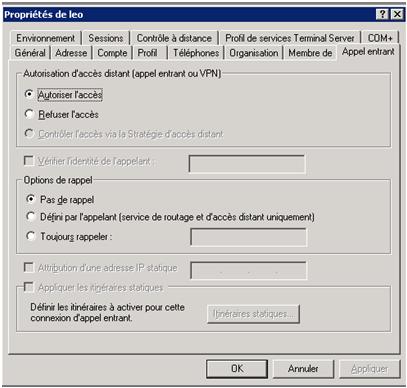 Propriétés de leo
Environnement Sessions Contrôle à distance Profil de services Terminal Server COM+
Général Adresse Compte Profil Téléphones Organisation Membre de Appel entrant
Autorisation d'accès distant (appel entrant ou VPN)
Autoriser l'accès
Refuser l'accès
Contrôler l'accès via la Stratégie d'accès distant
Vérifier l'identité de l'appelant :
Options de rappel
Pas de rappel
Défini par l'appelant (service de routage et d'accès distant uniquement)
Toujours rappeler :
Attribution d'une adresse IP statique
Appliquer les itinéraires statiques
Définir les itinéraires à activer pour cette
connexion d'appel entrant.
Itinéraires statiques...
OK Annuler Appliquer